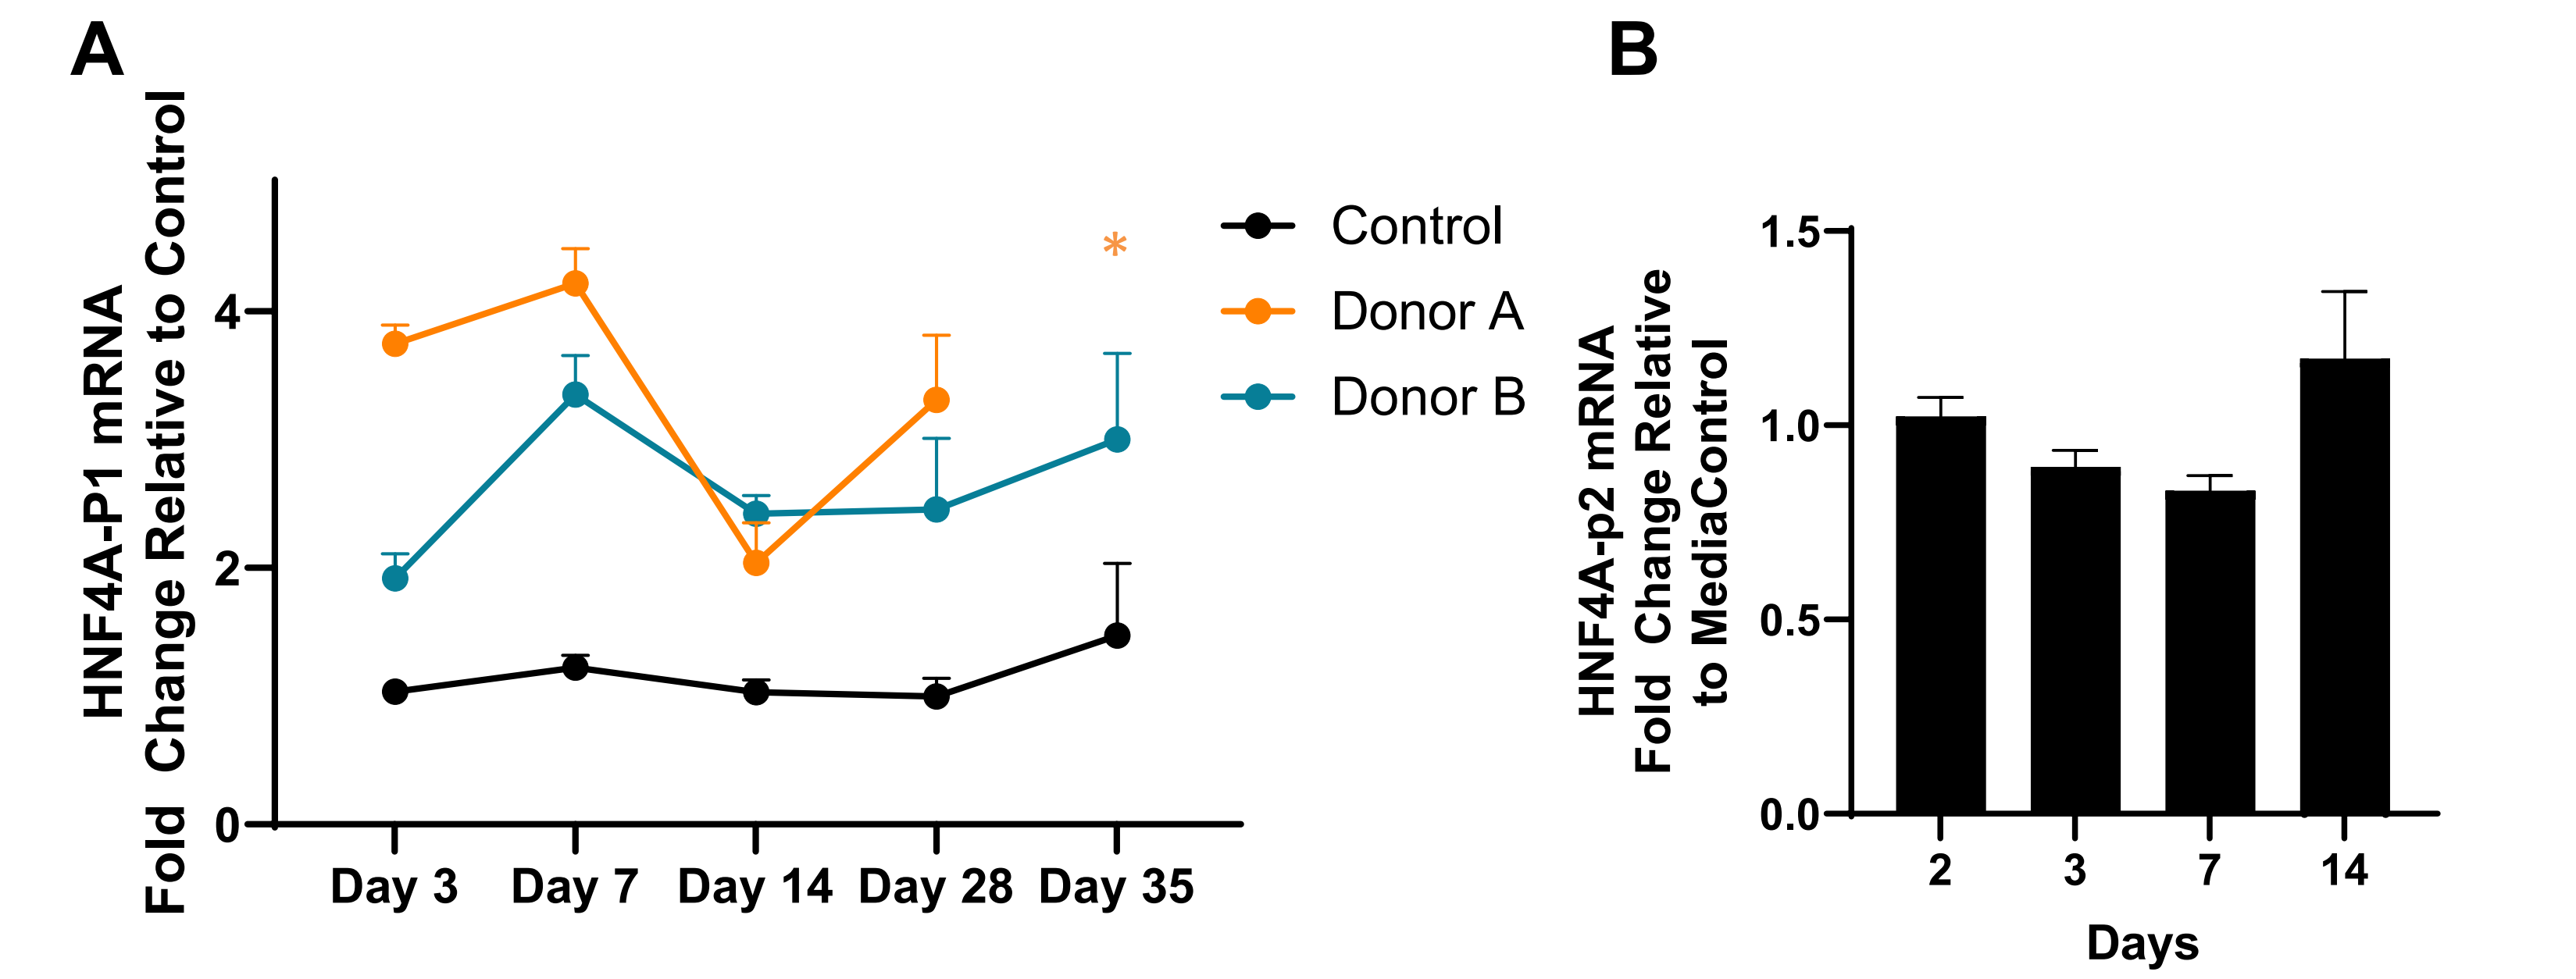 A
HNF4A-P1 mRNA
Fold Change Relative to Control
4
2
0
Day 3
Day 7
Day 14
Day 28
Day 35
*
Control
Donor A
Donor B
B
HNF4A-p2 mRNA
Fold Change Relative
to MediaControl
1.5
1.0
0.5
0.0
2
3
7
14
Days